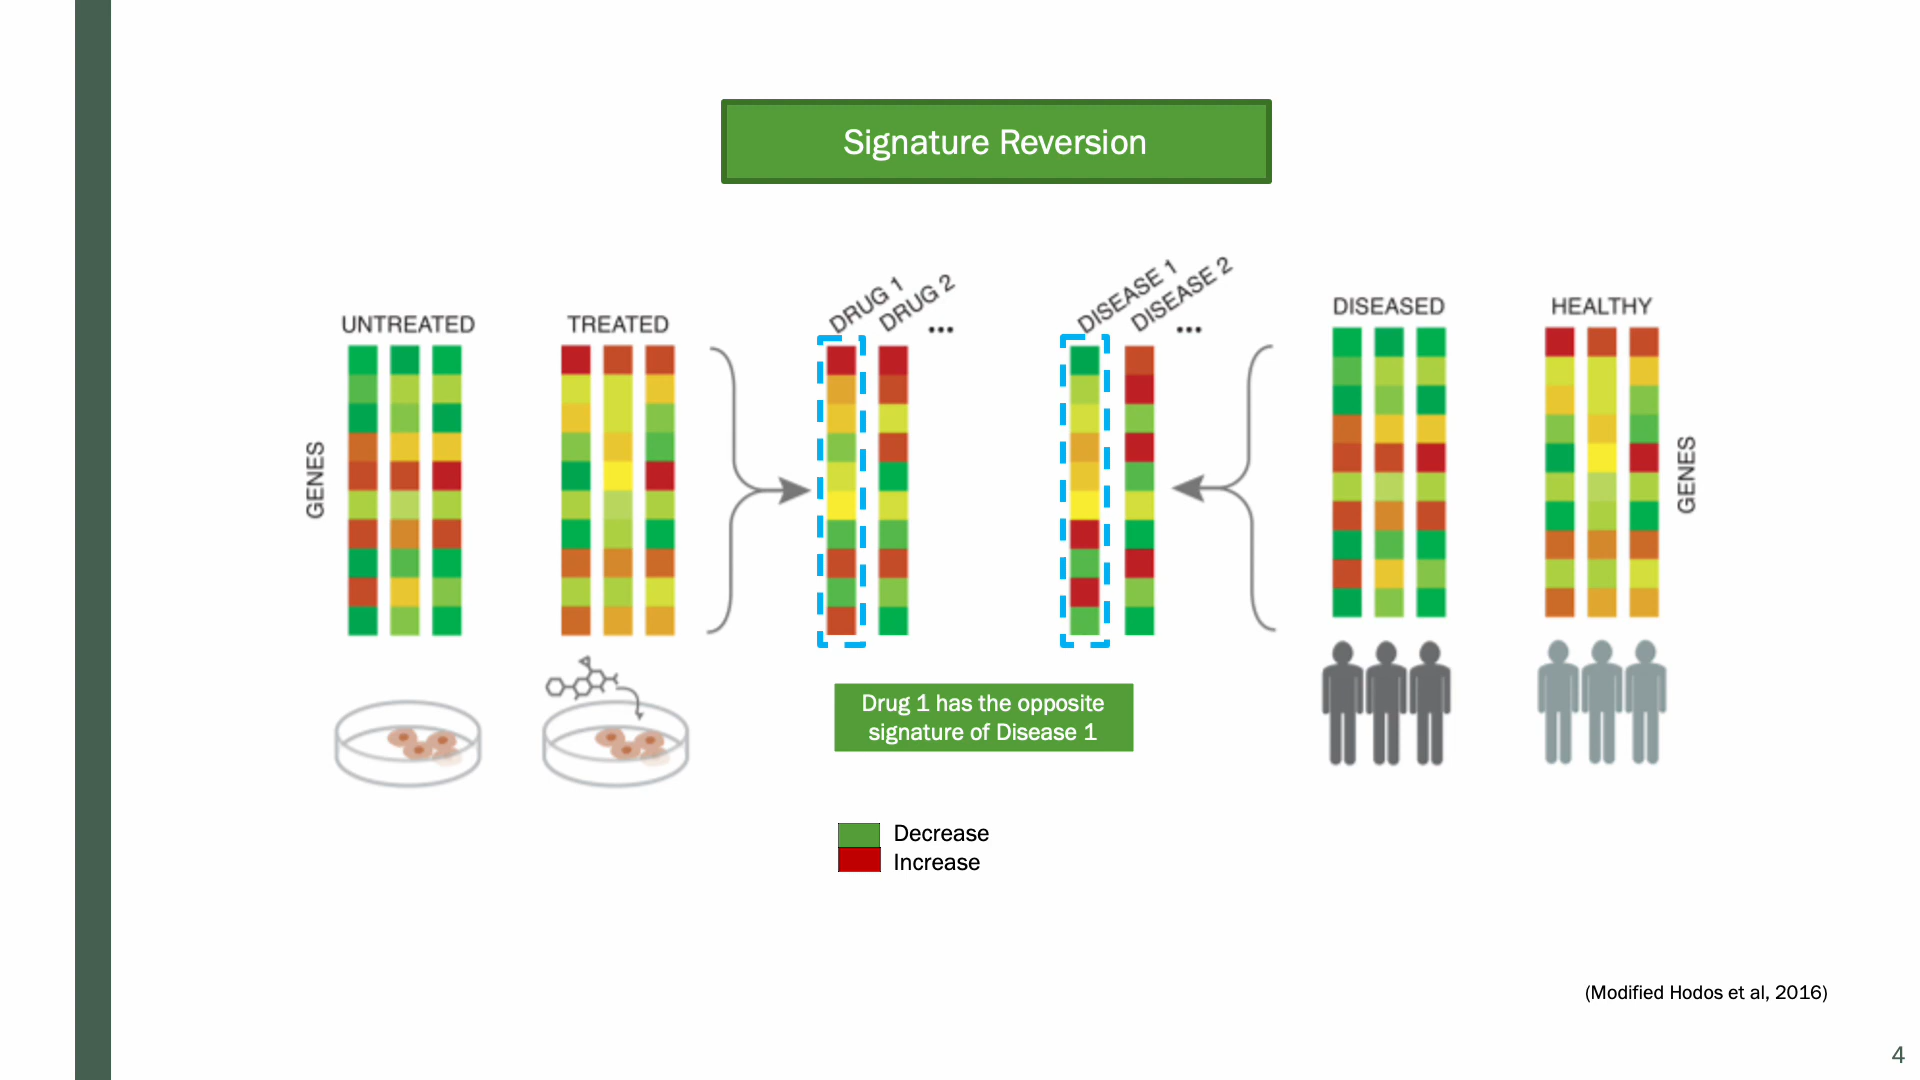 Signature Reversion
UNTREATED
TREATED
DRUG 1
DRUG 2
...
DISEASE 1
DISEASE 2
...
DISEASED
HEALTHY
GENES
GENES
Drug 1 has the opposite
signature of Disease 1
Decrease
Increase
(Modified Hodos et al, 2016)
4